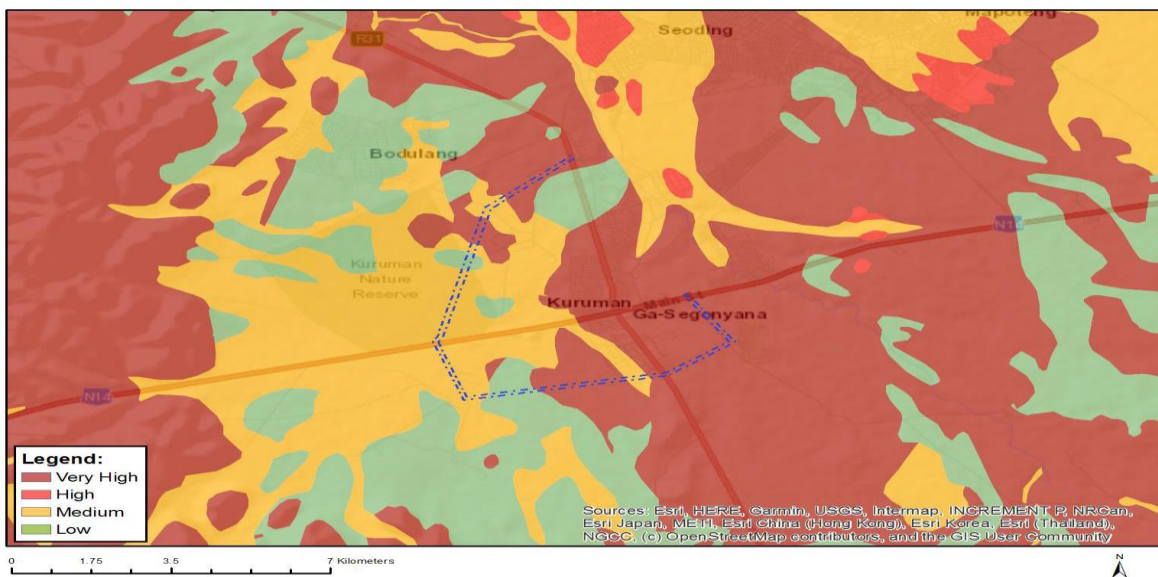 Mapoteng
Seoding
R31
Bodulang
N14
Kuruman
Nature
Reserve
Kuruman
Main St
Ga-Segonyana
N14
Legend:
Very High
High
Medium
Low
Sources: Esri, HERE, Garmin, USGS, Intermap, INCREMENT P, NRCan,
Esri Japan, METI, Esri China (Hong Kong), Esri Korea, Esri (Thailand),
NGCC, (c) OpenStreetMap contributors, and the GIS User Community
0 1.75 3.5 7 Kilometers
N